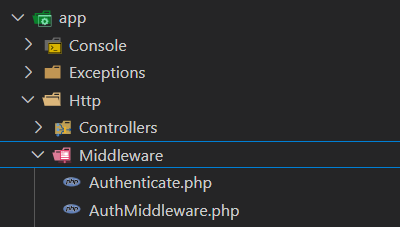 app
Console
Exceptions
Http
Controllers
Middleware
Authenticate.php
AuthMiddleware.php